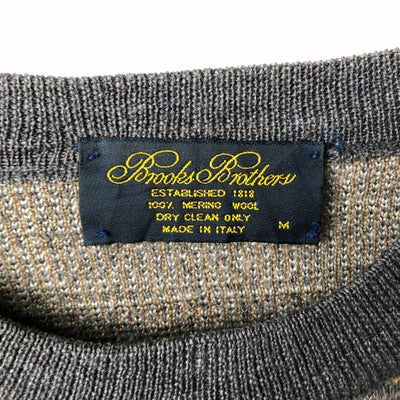 Brooks Brothers
ESTABLISHED 1818
100% MERINO WOOL
DRY CLEAN ONLY
MADE IN ITALY
M